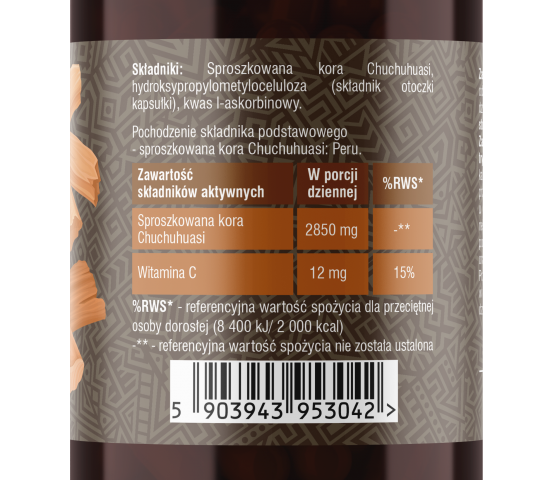 Składniki: Sproszkowana kora Chuchuhuasi,
hydroksypropylometyloceluloza (składnik otoczki
kapsułki), kwas l-askorbinowy.
Pochodzenie składnika podstawowego
- sproszkowana kora Chuchuhuasi: Peru.
Zawartość składników aktywnych W porcji dziennej %RWS*
Sproszkowana kora Chuchuhuasi 2850 mg -**
Witamina C 12 mg 15%
%RWS* - referencyjna wartość spożycia dla przeciętnej
osoby dorosłej (8 400 kJ/ 2 000 kcal)
-** - referencyjna wartość spożycia nie została ustalona
5 903943 953042 >